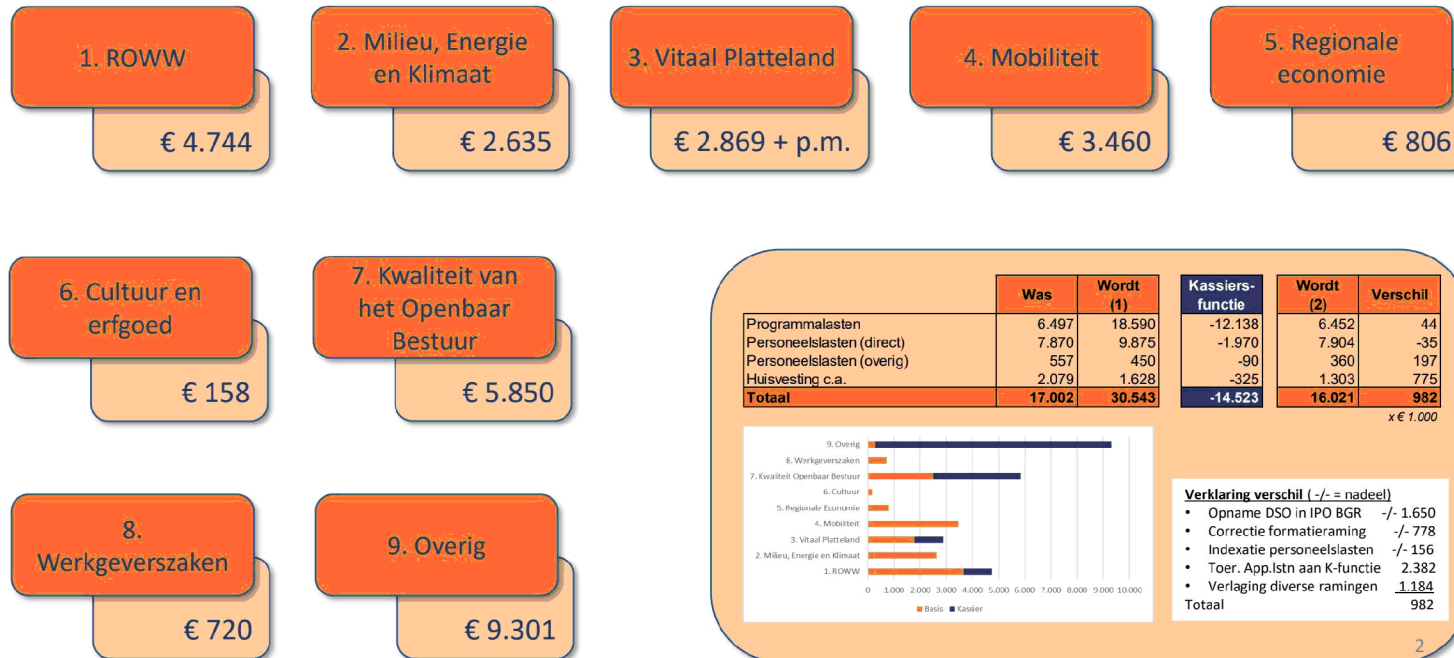 1. ROWW
€ 4.744
2. Milieu, Energie
en Klimaat
€ 2.635
3. Vitaal Platteland
€ 2.869 + p.m.
4. Mobiliteit
€ 3.460
5. Regionale
economie
€ 806
6. Cultuur en
erfgoed
€ 158
7. Kwaliteit van
het Openbaar
Bestuur
€ 5.850
8.
Werkgeverszaken
€ 720
9. Overig
€ 9.301
Was Wordt (1) Kassiers-functie Wordt (2) Verschil
Programmalasten 6.497 18.590 -12.138 6.452 44
Personeelslasten (direct) 7.870 9.875 -1.970 7.904 -35
Personeelslasten (overig) 557 450 -90 360 197
Huisvesting c.a. 2.079 1.628 -325 1.303 775
Totaal 17.002 30.543 -14.523 16.021 982
x € 1.000
9. Overig
8. Werkgeverszaken
7. Kwaliteit Openbaar Bestuur
6. Cultuur
5. Regionale Economie
4. Mobiliteit
3. Vitaal Platteland
2. Milieu, Energie en Klimaat
1. ROWW
0 1.000 2.000 3.000 4.000 5.000 6.000 7.000 8.000 9.000 10.000
Basis Kassier
Verklaring verschil ( -/- = nadeel)
• Opname DSO in IPO BGR -/- 1.650
• Correctie formatieraming -/- 778
• Indexatie personeelslasten -/- 156
• Toer. App.lstn aan K-functie 2.382
• Verlaging diverse ramingen 1.184
Totaal 982
2